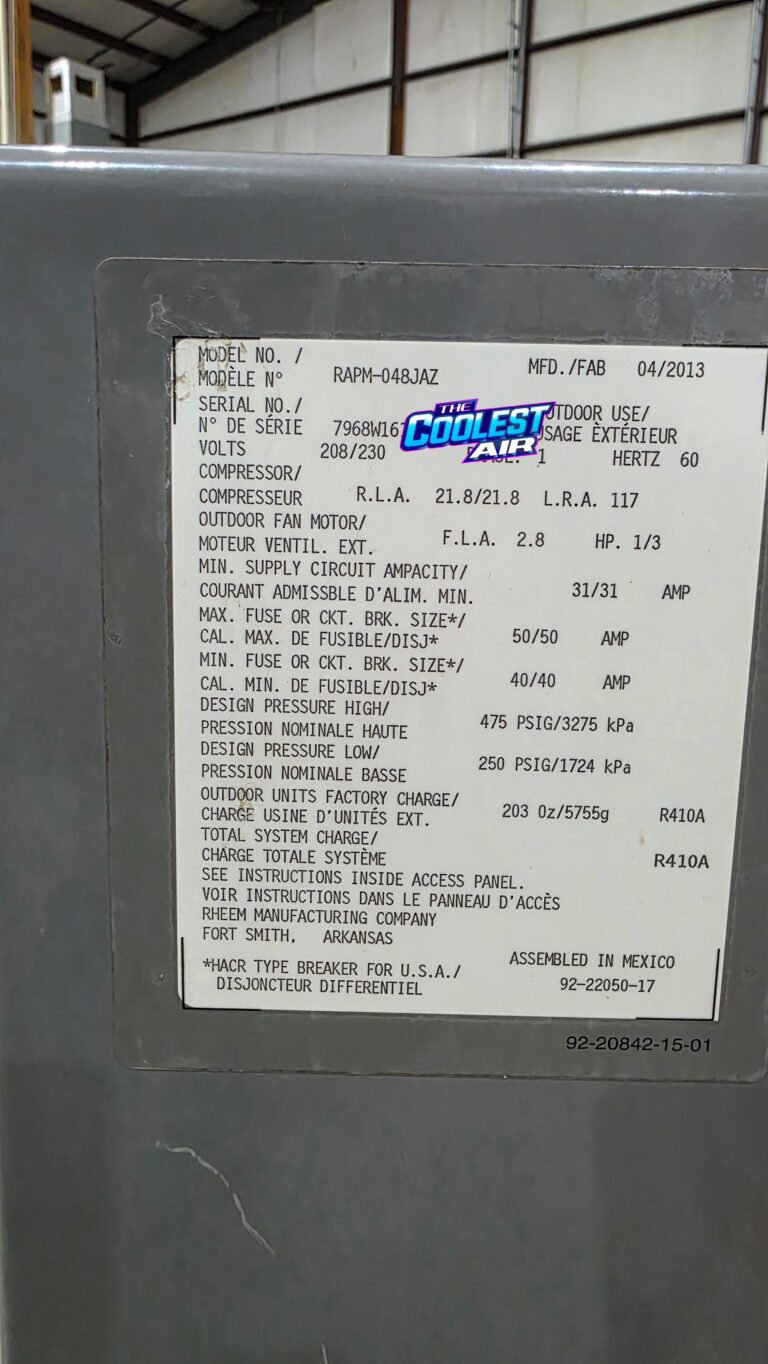 MODEL NO. /
MODÈLE N° RAPM-048JAZ MFD./FAB 04/2013
SERIAL NO./ OUTDOOR USE/
N° DE SÉRIE 7968W16 USAGE ÈXTÉRIEUR
THE
COOLEST
AIR
VOLTS 208/230 1 HERTZ 60
COMPRESSOR/
COMPRESSEUR R.L.A. 21.8/21.8 L.R.A. 117
OUTDOOR FAN MOTOR/
MOTEUR VENTIL. EXT. F.L.A. 2.8 HP. 1/3
MIN. SUPPLY CIRCUIT AMPACITY/
COURANT ADMISSBLE D'ALIM. MIN. 31/31 AMP
MAX. FUSE OR CKT. BRK. SIZE*/
CAL. MAX. DE FUSIBLE/DISJ* 50/50 AMP
MIN. FUSE OR CKT. BRK. SIZE*/
CAL. MIN. DE FUSIBLE/DISJ* 40/40 AMP
DESIGN PRESSURE HIGH/
PRESSION NOMINALE HAUTE 475 PSIG/3275 kPa
DESIGN PRESSURE LOW/
PRESSION NOMINALE BASSE 250 PSIG/1724 kPa
OUTDOOR UNITS FACTORY CHARGE/
CHARGE USINE D'UNITÉS EXT. 203 Oz/5755g R410A
TOTAL SYSTEM CHARGE/
CHARGE TOTALE SYSTÈME R410A
SEE INSTRUCTIONS INSIDE ACCESS PANEL.
VOIR INSTRUCTIONS DANS LE PANNEAU D'ACCÈS
RHEEM MANUFACTURING COMPANY
FORT SMITH, ARKANSAS
*HACR TYPE BREAKER FOR U.S.A./ ASSEMBLED IN MEXICO
DISJONCTEUR DIFFERENTIEL 92-22050-17
92-20842-15-01